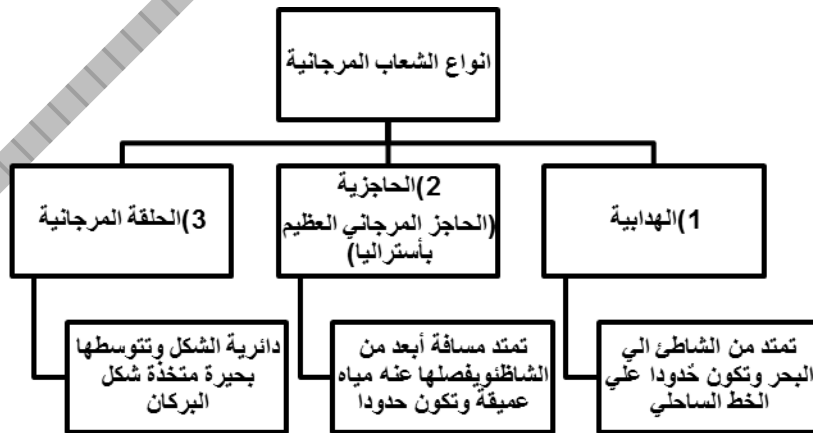 انواع الشعاب المرجانية
1)الهدابية
2)الحاجزية
(الحاجز المرجاني العظيم
بأستراليا)
3)الحلقة المرجانية
تمتد من الشاطئ الي
البحر وتكون حُدودا علي
الخط الساحلي
تمتد مسافة أبعد من
الشاظئويفصلها عنه مياه
عميقة وتكون حدودا
دائرية الشكل وتتوسطها
بحيرة متخذة شكل
البركان